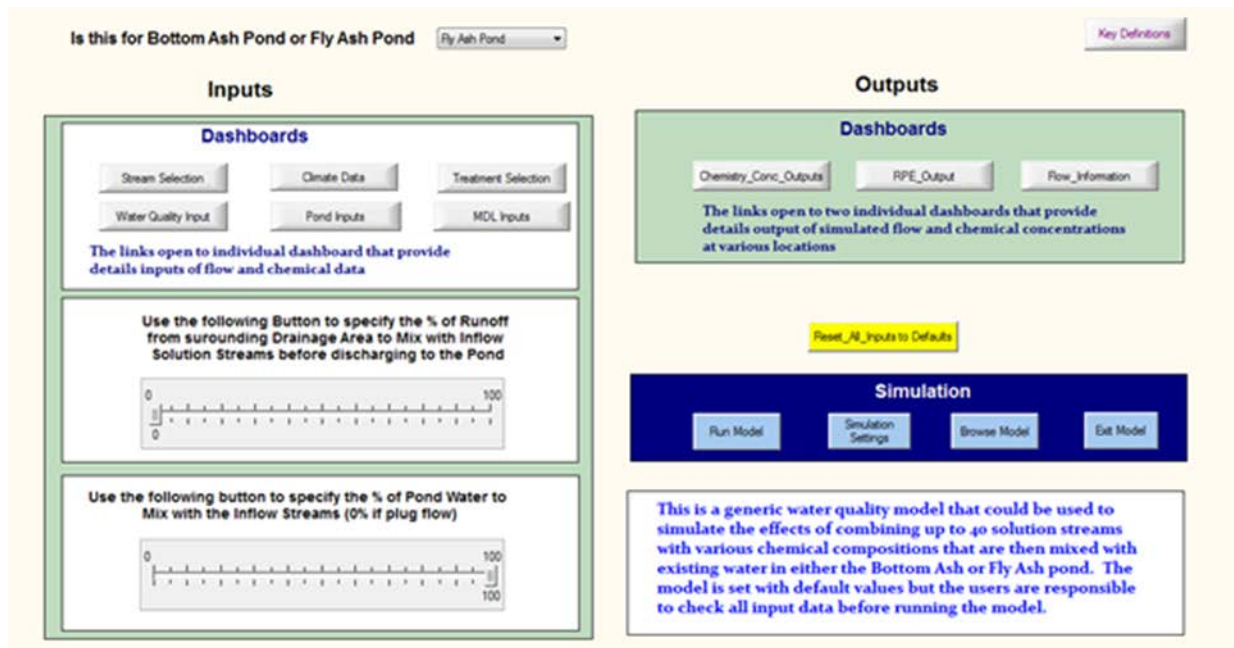 Is this for Bottom Ash Pond or Fly Ash Pond
Fly Ash Pond
Key Definitions
Inputs
Dashboards
Stream Selection
Climate Data
Treatment Selection
Water Quality Input
Pond Inputs
MDL Inputs
The links open to individual dashboard that provide
details inputs of flow and chemical data
Use the following Button to specify the % of Runoff
from surounding Drainage Area to Mix with Inflow
Solution Streams before discharging to the Pond
0
100
0
Use the following button to specify the % of Pond Water to
Mix with the Inflow Streams (0% if plug flow)
0
100
100
Outputs
Dashboards
Chemistry_Conc_Outputs
RPE_Output
Flow_Information
The links open to two individual dashboards that provide
details output of simulated flow and chemical concentrations
at various locations
Reset_All_Inputs to Defaults
Simulation
Run Model
Simulation
Settings
Browse Model
Exit Model
This is a generic water quality model that could be used to
simulate the effects of combining up to 40 solution streams
with various chemical compositions that are then mixed with
existing water in either the Bottom Ash or Fly Ash pond. The
model is set with default values but the users are responsible
to check all input data before running the model.